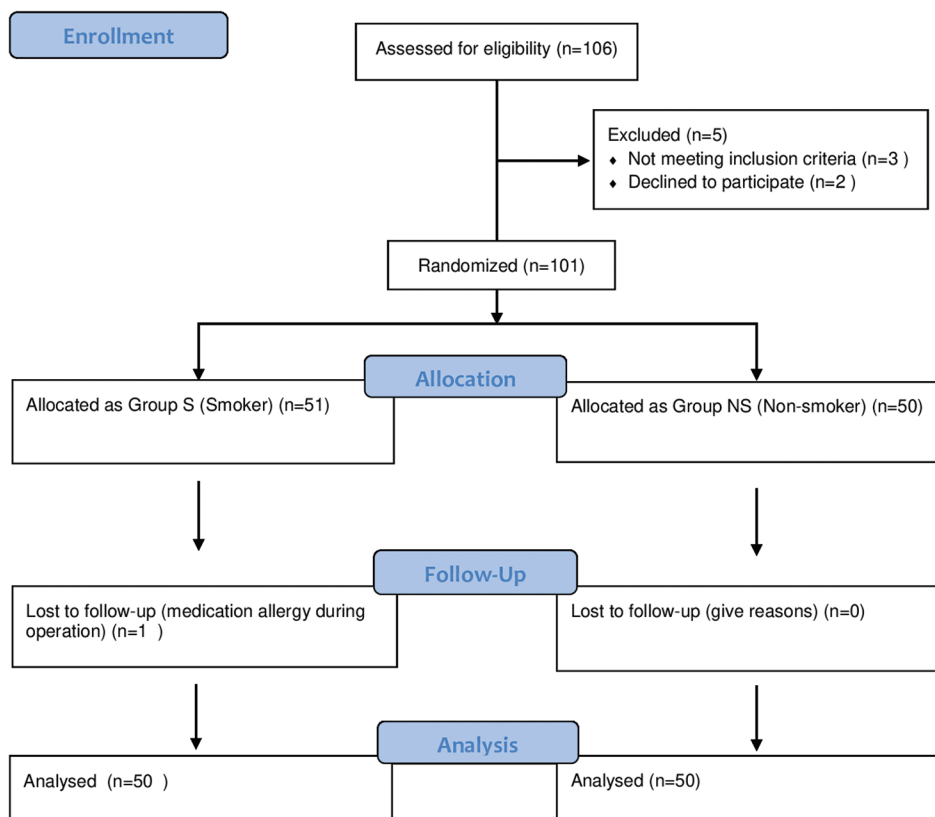 Enrollment
Assessed for eligibility (n=106)
Excluded (n=5)
♦ Not meeting inclusion criteria (n=3 )
♦ Declined to participate (n=2 )
Randomized (n=101)
Allocation
Allocated as Group S (Smoker) (n=51)
Allocated as Group NS (Non-smoker) (n=50)
Follow-Up
Lost to follow-up (medication allergy during
operation) (n=1 )
Lost to follow-up (give reasons) (n=0)
Analysis
Analysed (n=50 )
Analysed (n=50)